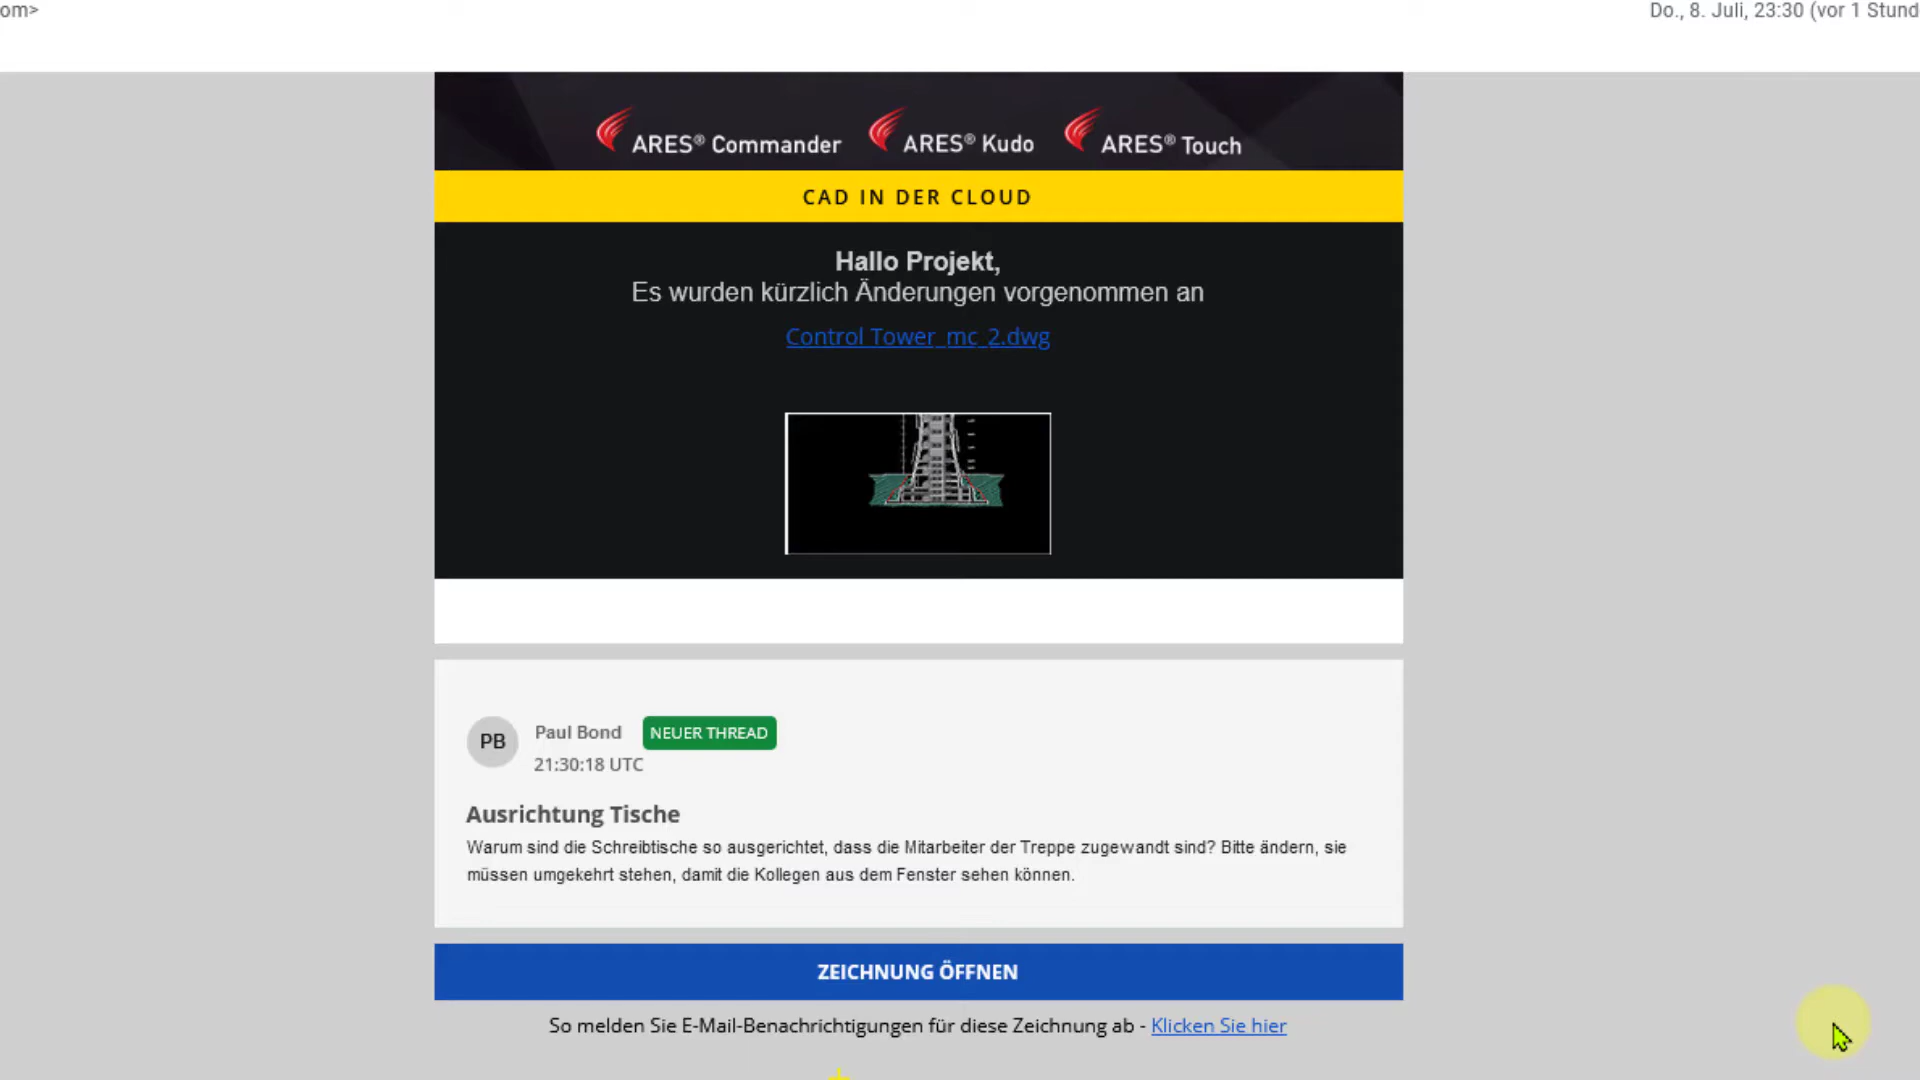 om>
Do., 8. Juli, 23:30 (vor 1 Stund
ARES® Commander ARES® Kudo ARES® Touch
CAD IN DER CLOUD
Hallo Projekt,
Es wurden kürzlich Änderungen vorgenommen an
Control Tower_mc_2.dwg
PB
Paul Bond NEUER THREAD
21:30:18 UTC
Ausrichtung Tische
Warum sind die Schreibtische so ausgerichtet, dass die Mitarbeiter der Treppe zugewandt sind? Bitte ändern, sie
müssen umgekehrt stehen, damit die Kollegen aus dem Fenster sehen können.
ZEICHNUNG ÖFFNEN
So melden Sie E-Mail-Benachrichtigungen für diese Zeichnung ab - Klicken Sie hier